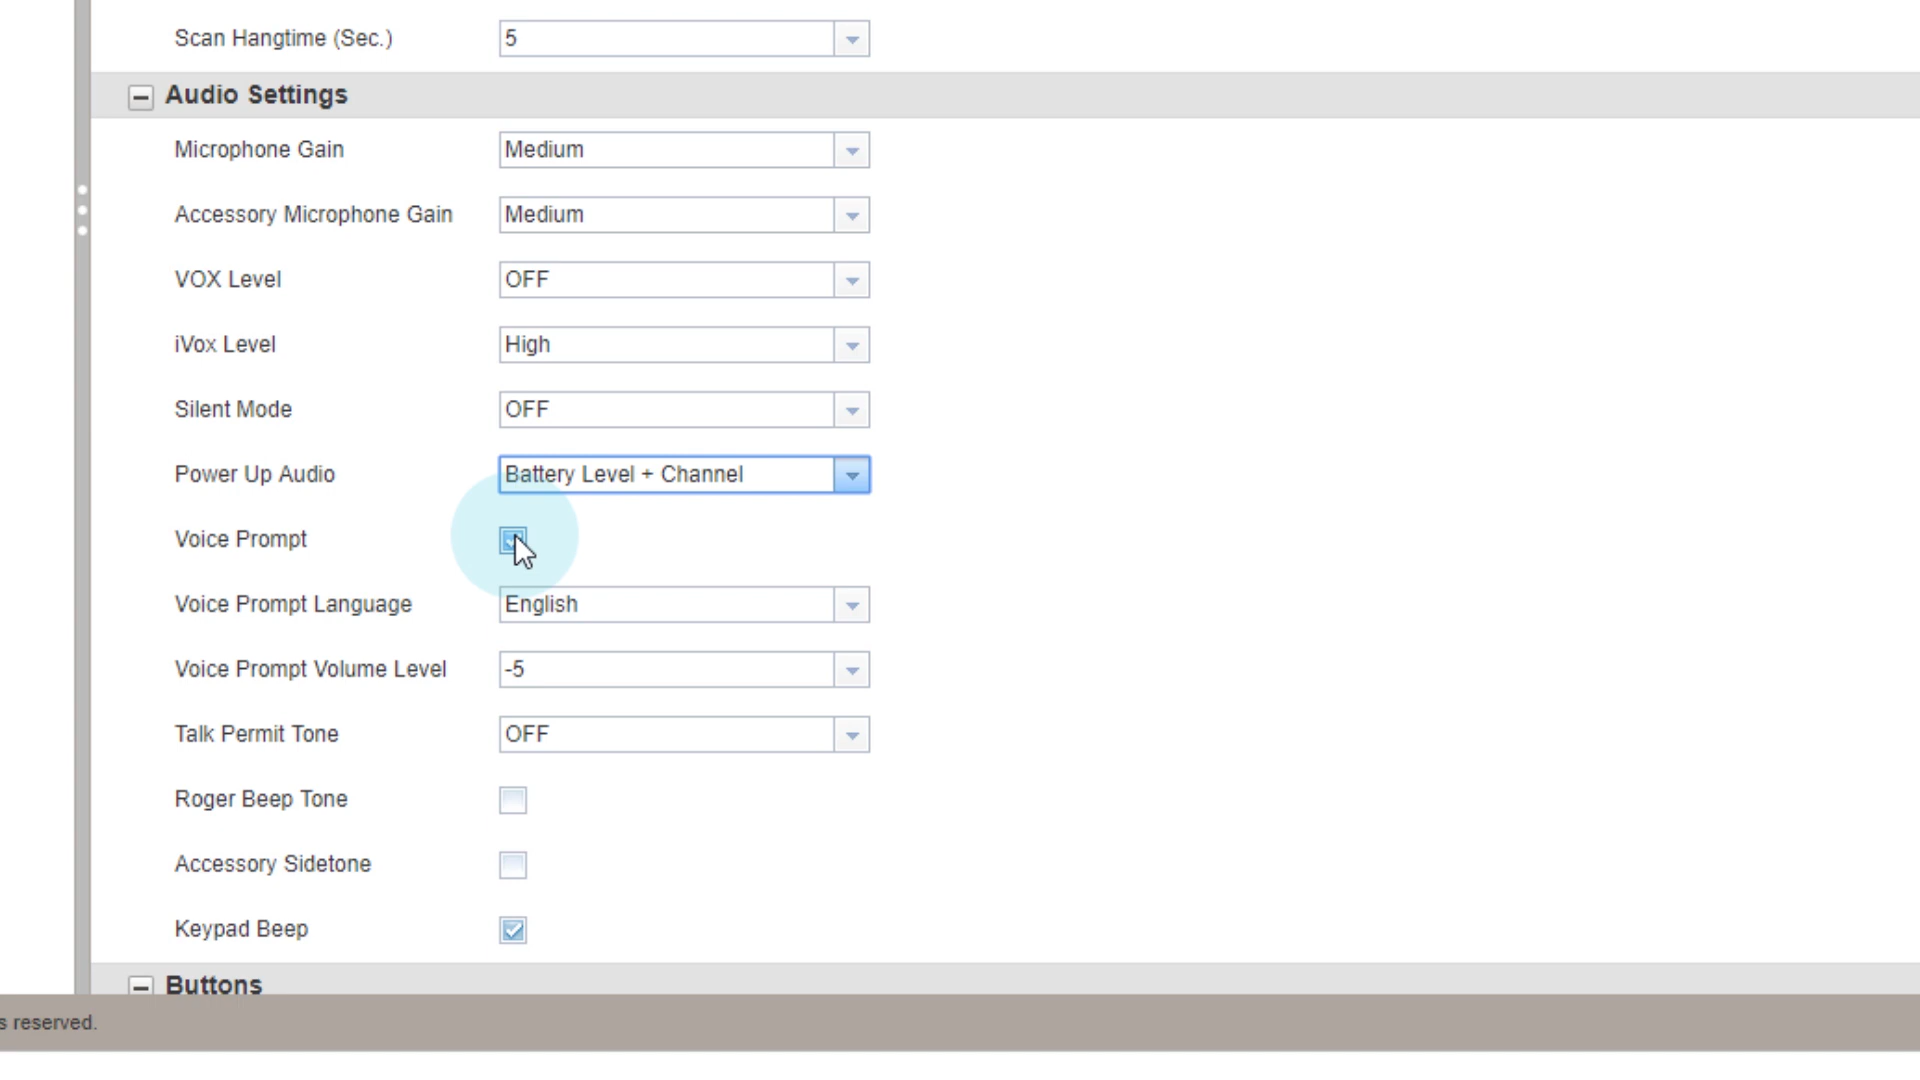 Scan Hangtime (Sec.) 5
Audio Settings
Microphone Gain Medium
Accessory Microphone Gain Medium
VOX Level OFF
iVox Level High
Silent Mode OFF
Power Up Audio Battery Level + Channel
Voice Prompt
Voice Prompt Language English
Voice Prompt Volume Level -5
Talk Permit Tone OFF
Roger Beep Tone
Accessory Sidetone
Keypad Beep
Buttons
s reserved.